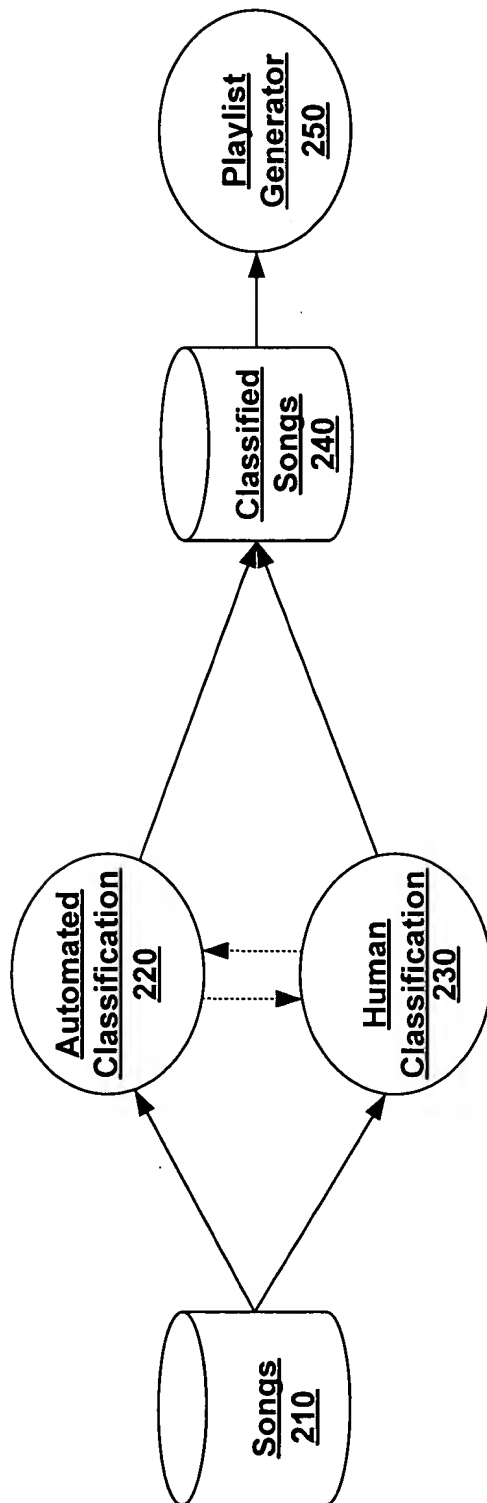 Songs
210
Automated
Classification
220
Human
Classification
230
Classified
Songs
240
Playlist
Generator
250